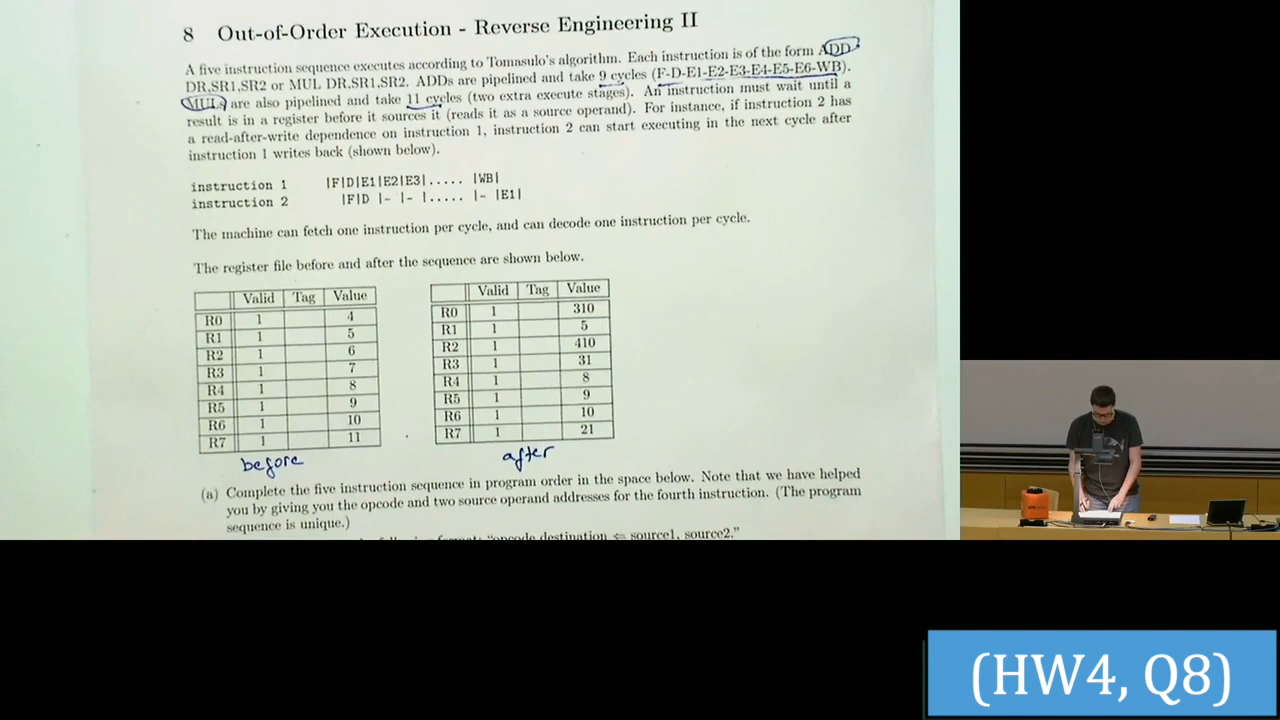 8 Out-of-Order Execution - Reverse Engineering II
A five instruction sequence executes according to Tomasulo's algorithm. Each instruction is of the form ADD
DR,SR1,SR2 or MUL DR,SR1,SR2. ADDs are pipelined and take 9 cycles (F-D-E1-E2-E3-E4-E5-E6-WB).
MULs are also pipelined and take 11 cycles (two extra execute stages). An instruction must wait until a
result is in a register before it sources it (reads it as a source operand). For instance, if instruction 2 has
a read-after-write dependence on instruction 1, instruction 2 can start executing in the next cycle after
instruction 1 writes back (shown below).
instruction 1 |F|D|E1|E2|E3|..... |WB|
instruction 2 |F|D |- |- |..... |- |E1|
The machine can fetch one instruction per cycle, and can decode one instruction per cycle.
The register file before and after the sequence are shown below.
Valid Tag Value
R0 1 4
R1 1 5
R2 1 6
R3 1 7
R4 1 8
R5 1 9
R6 1 10
R7 1 11
before
Valid Tag Value
R0 1 310
R1 1 5
R2 1 410
R3 1 31
R4 1 8
R5 1 9
R6 1 10
R7 1 21
after
(a) Complete the five instruction sequence in program order in the space below. Note that we have helped
you by giving you the opcode and two source operand addresses for the fourth instruction. (The program
sequence is unique.)
"opcode destination ⇐ source1, source2."
(HW4, Q8)